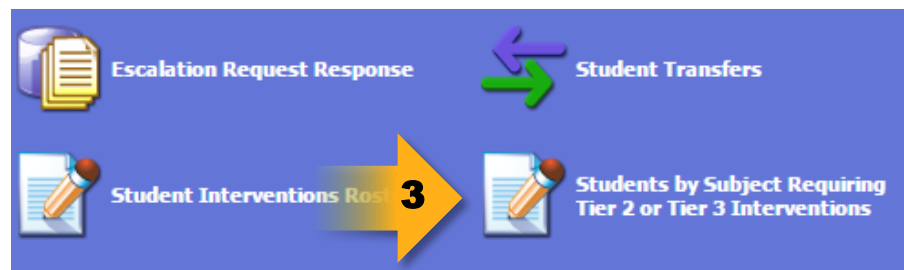 Escalation Request Response
Student Transfers
Student Interventions
3
Students by Subject Requiring
Tier 2 or Tier 3 Interventions